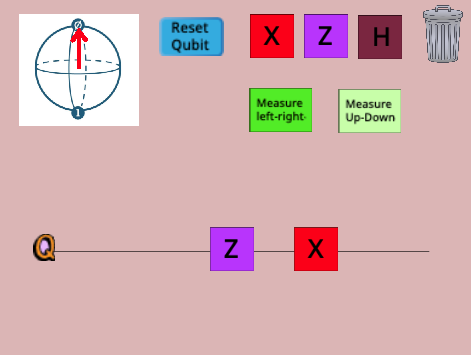 0
Reset
Qubit
X
Z
H
Measure
left-right
Measure
Up-Down
1
Q
Z
X